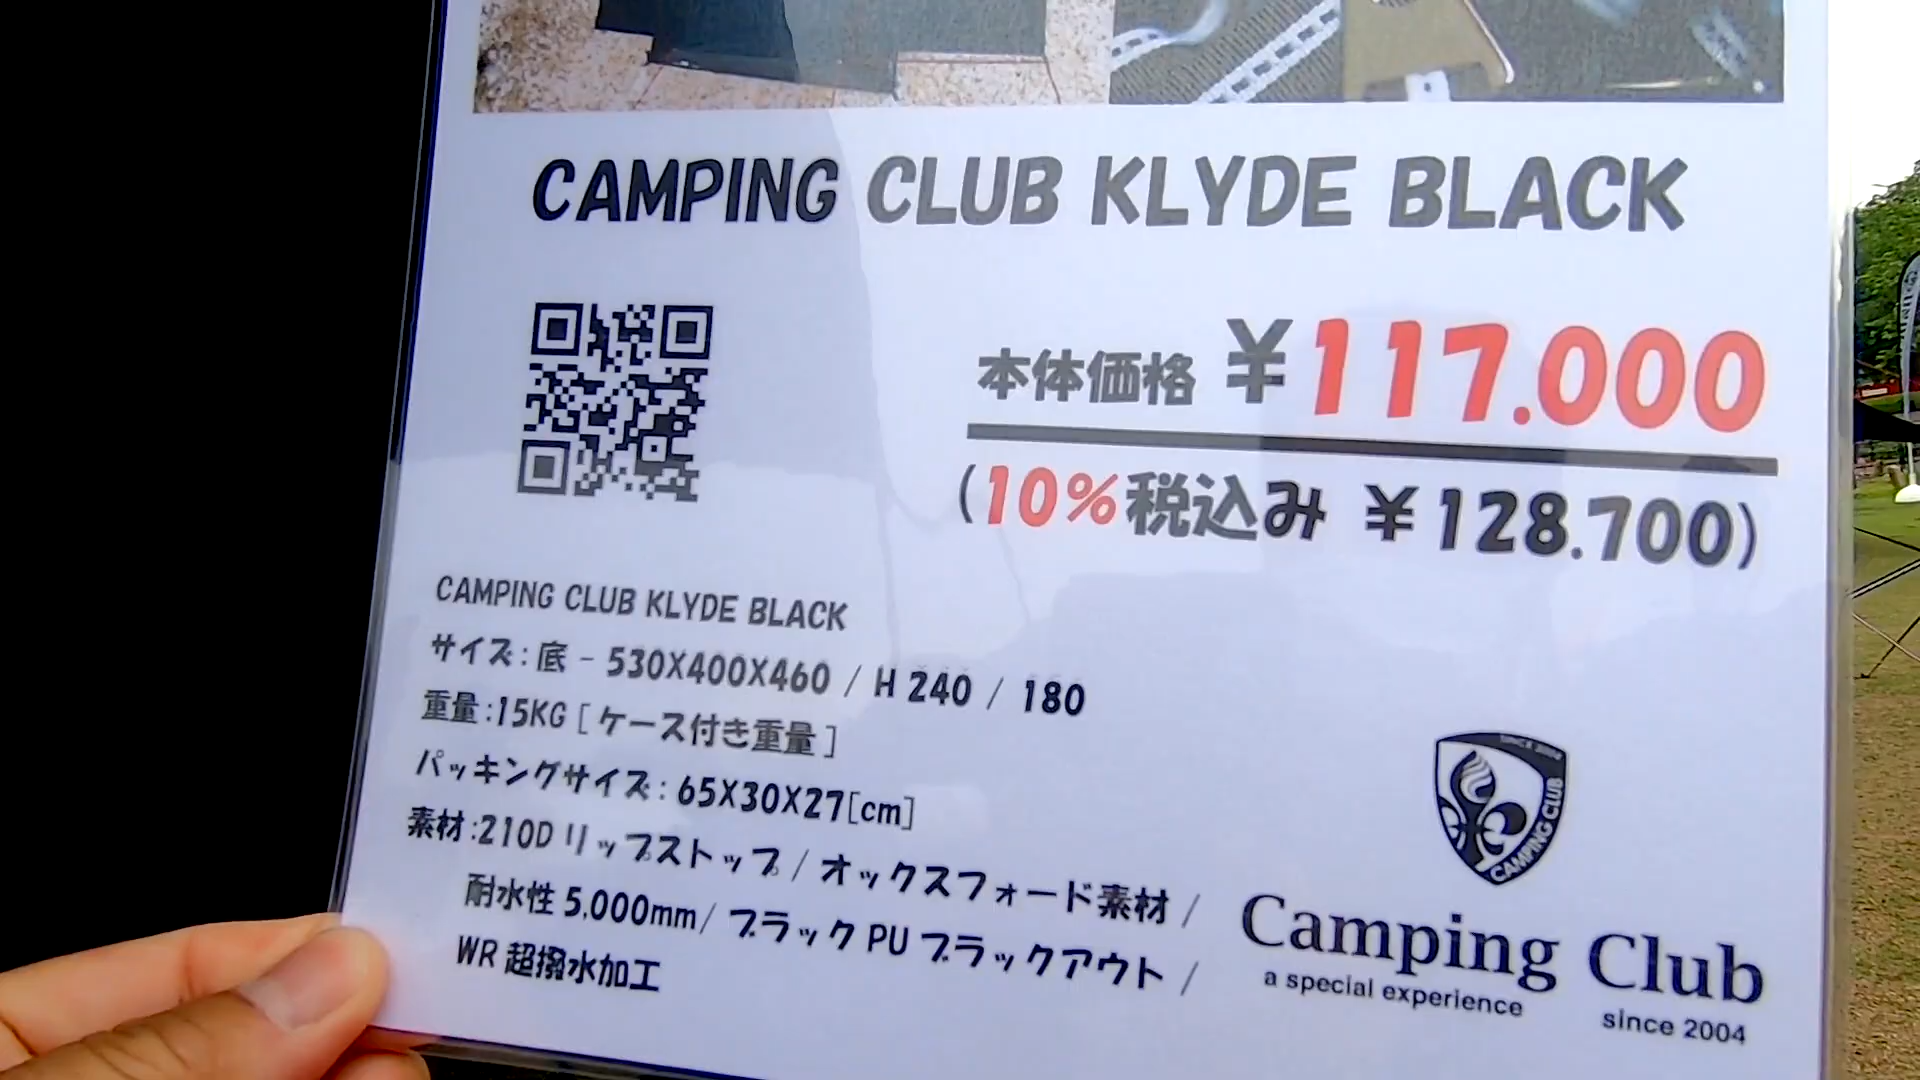 CAMPING CLUB KLYDE BLACK
本体価格 ¥117.000
(10%税込み ¥128.700)
CAMPING CLUB KLYDE BLACK
サイズ:底 - 530X400X460 / H 240 / 180
重量:15KG [ ケース付き重量 ]
パッキングサイズ: 65X30X27[cm]
素材:210D リップストップ / オックスフォード素材 /
耐水性 5,000mm/ ブラック PU ブラックアウト /
WR 超撥水加工
SINCE 2004
CAMPING CLUB
Camping Club
a special experience since 2004